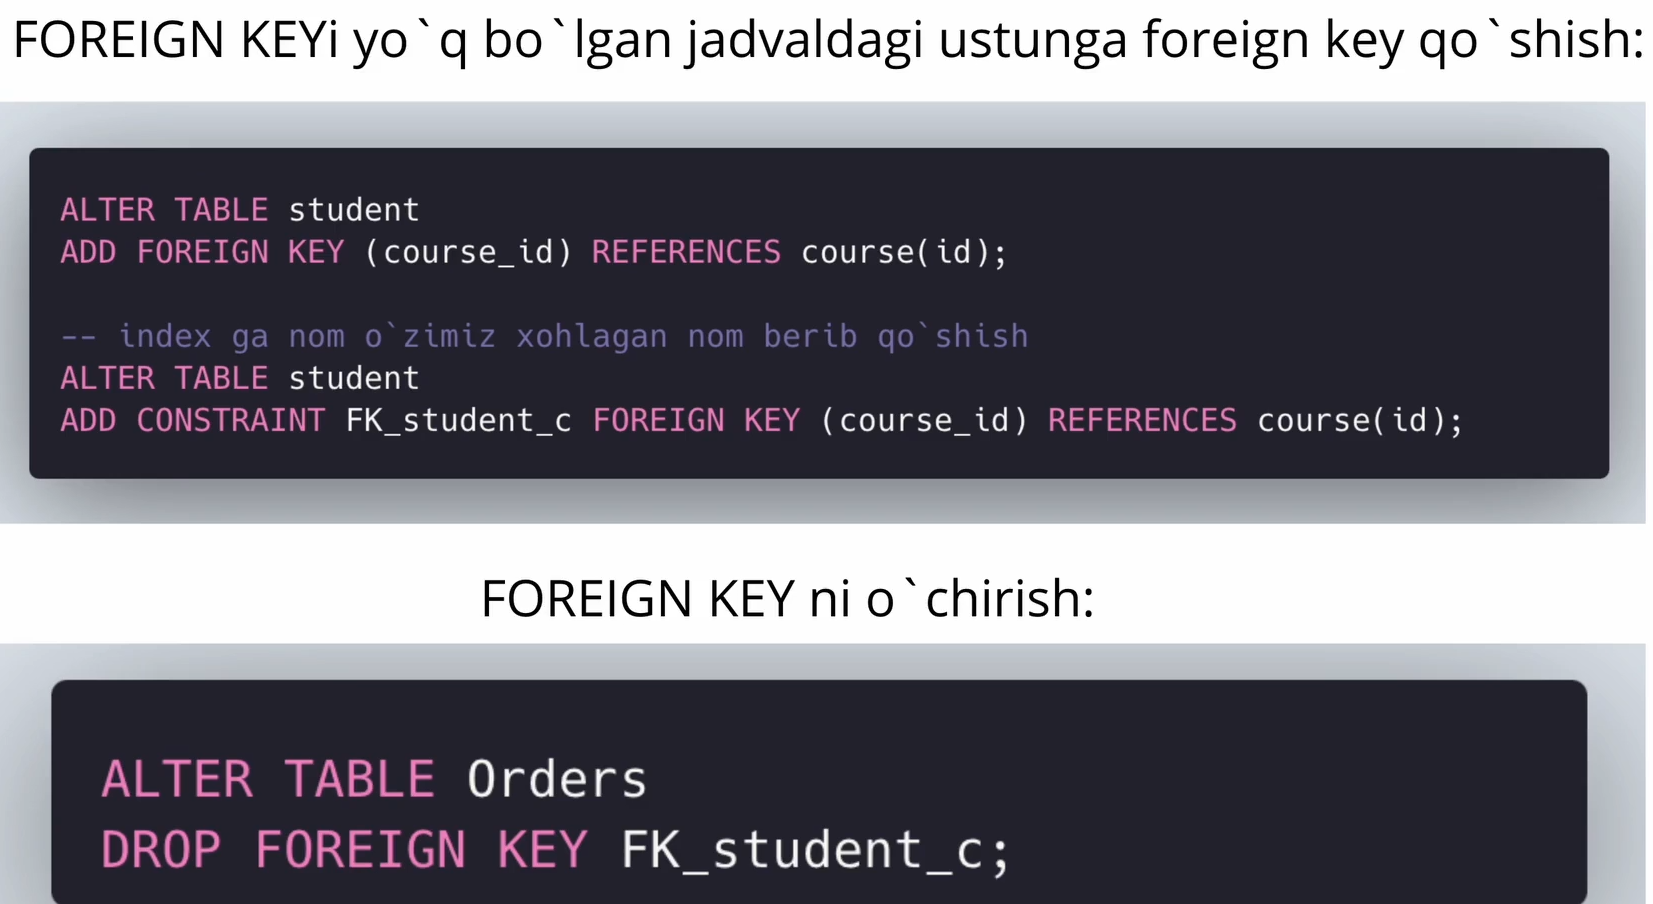 FOREIGN KEYi yo`q bo`lgan jadvaldagi ustunga foreign key qo`shish:
ALTER TABLE student
ADD FOREIGN KEY (course_id) REFERENCES course(id);
-- index ga nom o`zimiz xohlagan nom berib qo`shish
ALTER TABLE student
ADD CONSTRAINT FK_student_c FOREIGN KEY (course_id) REFERENCES course(id);
FOREIGN KEY ni o`chirish:
ALTER TABLE Orders
DROP FOREIGN KEY FK_student_c;